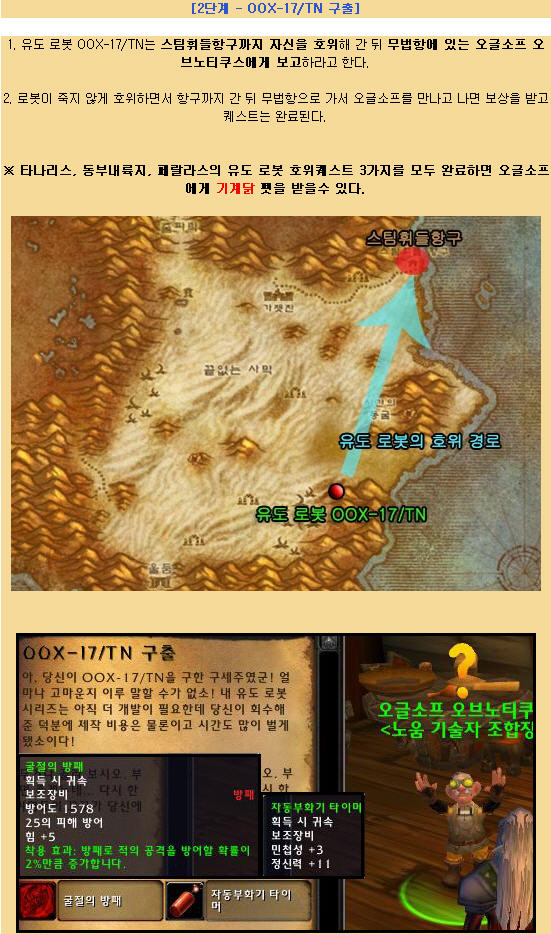 [2단계 - OOX-17/TN 구출]
1. 유도 로봇 OOX-17/TN는 스팀휘들항구까지 자신을 호위해 간 뒤 무법항에 있는 오글소프 오
브노티쿠스에게 보고하라고 한다.
2. 로봇이 죽지 않게 호위하면서 항구까지 간 뒤 무법항으로 가서 오글소프를 만나고 나면 보상을 받고
퀘스트는 완료된다.
※ 타나리스, 동부내륙지, 페랄라스의 유도 로봇 호위퀘스트 3가지를 모두 완료하면 오글소프
에게 기계닭 펫을 받을수 있다.
스팀휘들항구
가젯잔
끝없는 사막
유도 로봇의 호위 경로
유도 로봇 OOX-17/TN
울둠
OOX-17/TN 구출
아, 당신이 OOX-17/TN을 구한 구세주였군! 얼
마나 고마운지 이루 말할 수가 없소! 내 유도 로봇
시리즈는 아직 더 개발이 필요한데 당신이 회수해
준 덕분에 제작 비용은 물론이고 시간도 많이 벌게
됐소이다!
굴절의 방패
획득 시 귀속
보조장비
방패
방어도 1578
25의 피해 방어
힘 +5
착용 효과: 방패로 적의 공격을 방어할 확률이
2%만큼 증가합니다.
자동부화기 타이머
획득 시 귀속
보조장비
민첩성 +3
정신력 +11
굴절의 방패
자동부화기 타이
머
?
오글소프 오브노티쿠
<노움 기술자 조합장